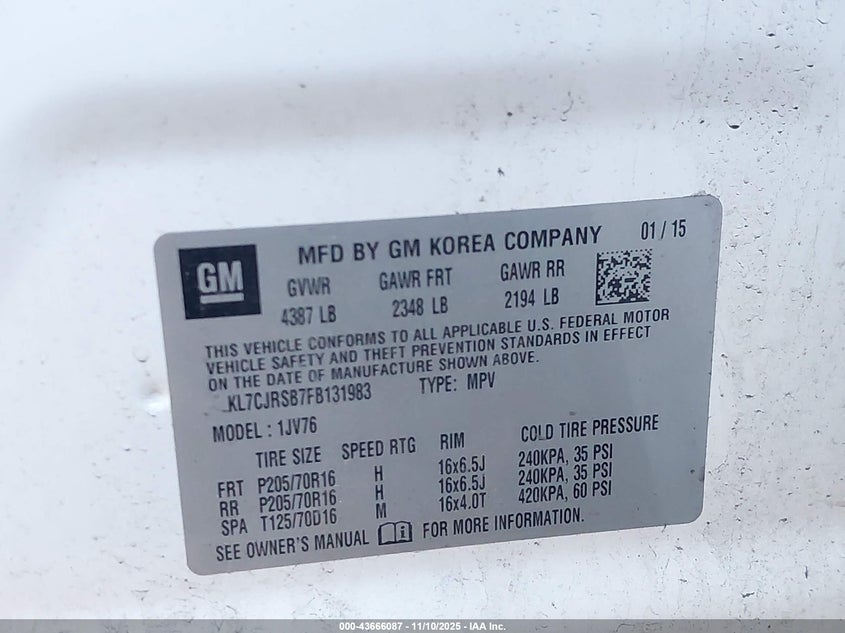 GM
MFD BY GM KOREA COMPANY 01 / 15
GVWR GAWR FRT GAWR RR
4387 LB 2348 LB 2194 LB
THIS VEHICLE CONFORMS TO ALL APPLICABLE U.S. FEDERAL MOTOR
VEHICLE SAFETY AND THEFT PREVENTION STANDARDS IN EFFECT
ON THE DATE OF MANUFACTURE SHOWN ABOVE.
KL7CJRSB7FB131983 TYPE: MPV
MODEL : 1JV76
TIRE SIZE SPEED RTG RIM COLD TIRE PRESSURE
FRT P205/70R16 H 16x6.5J 240KPA, 35 PSI
RR P205/70R16 H 16x6.5J 240KPA, 35 PSI
SPA T125/70D16 M 16x4.0T 420KPA, 60 PSI
SEE OWNER'S MANUAL FOR MORE INFORMATION.
000-43666087 - 11/10/2025 - IAA Inc.